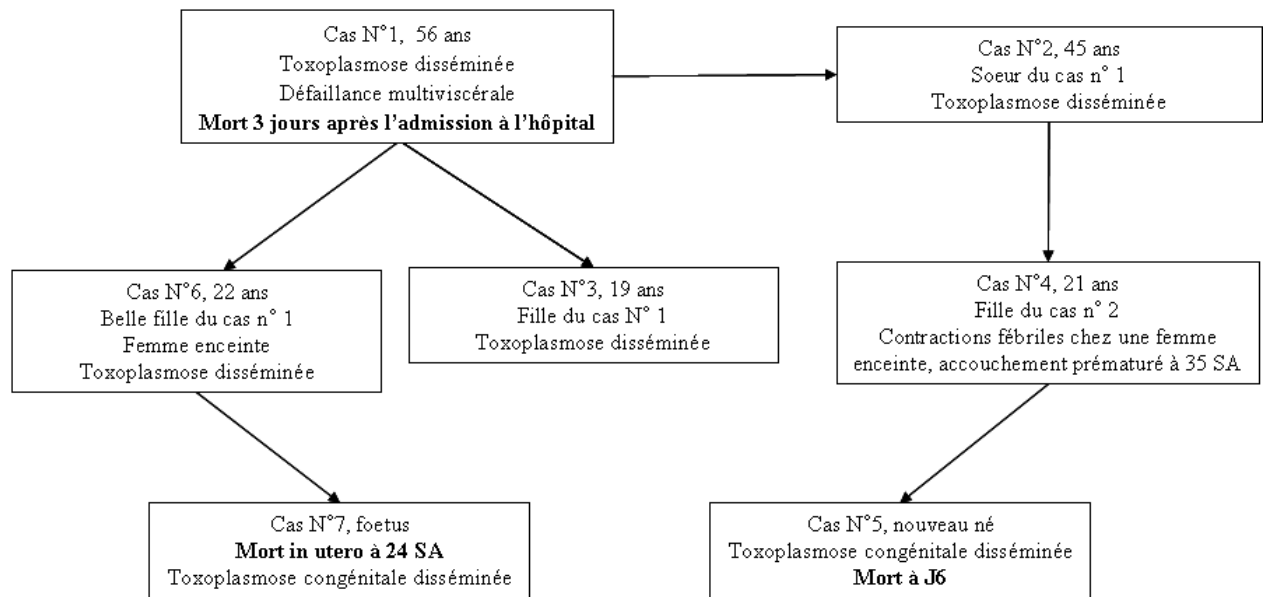 Cas N°1,  56 ans
Toxoplasmose disséminée
Défaillance multiviscérale
Mort 3 jours après l'admission à l'hôpital
Cas N°2, 45 ans
Soeur du cas n° 1
Toxoplasmose disséminée
Cas N°6, 22 ans
Belle fille du cas n° 1
Femme enceinte
Toxoplasmose disséminée
Cas N°3, 19 ans
Fille du cas N° 1
Toxoplasmose disséminée
Cas N°4, 21 ans
Fille du cas n° 2
Contractions fébriles chez une femme
enceinte, accouchement prématuré à 35 SA
Cas N°7, foetus
Mort in utero à 24 SA
Toxoplasmose congénitale disséminée
Cas N°5, nouveau né
Toxoplasmose congénitale disséminée
Mort à J6